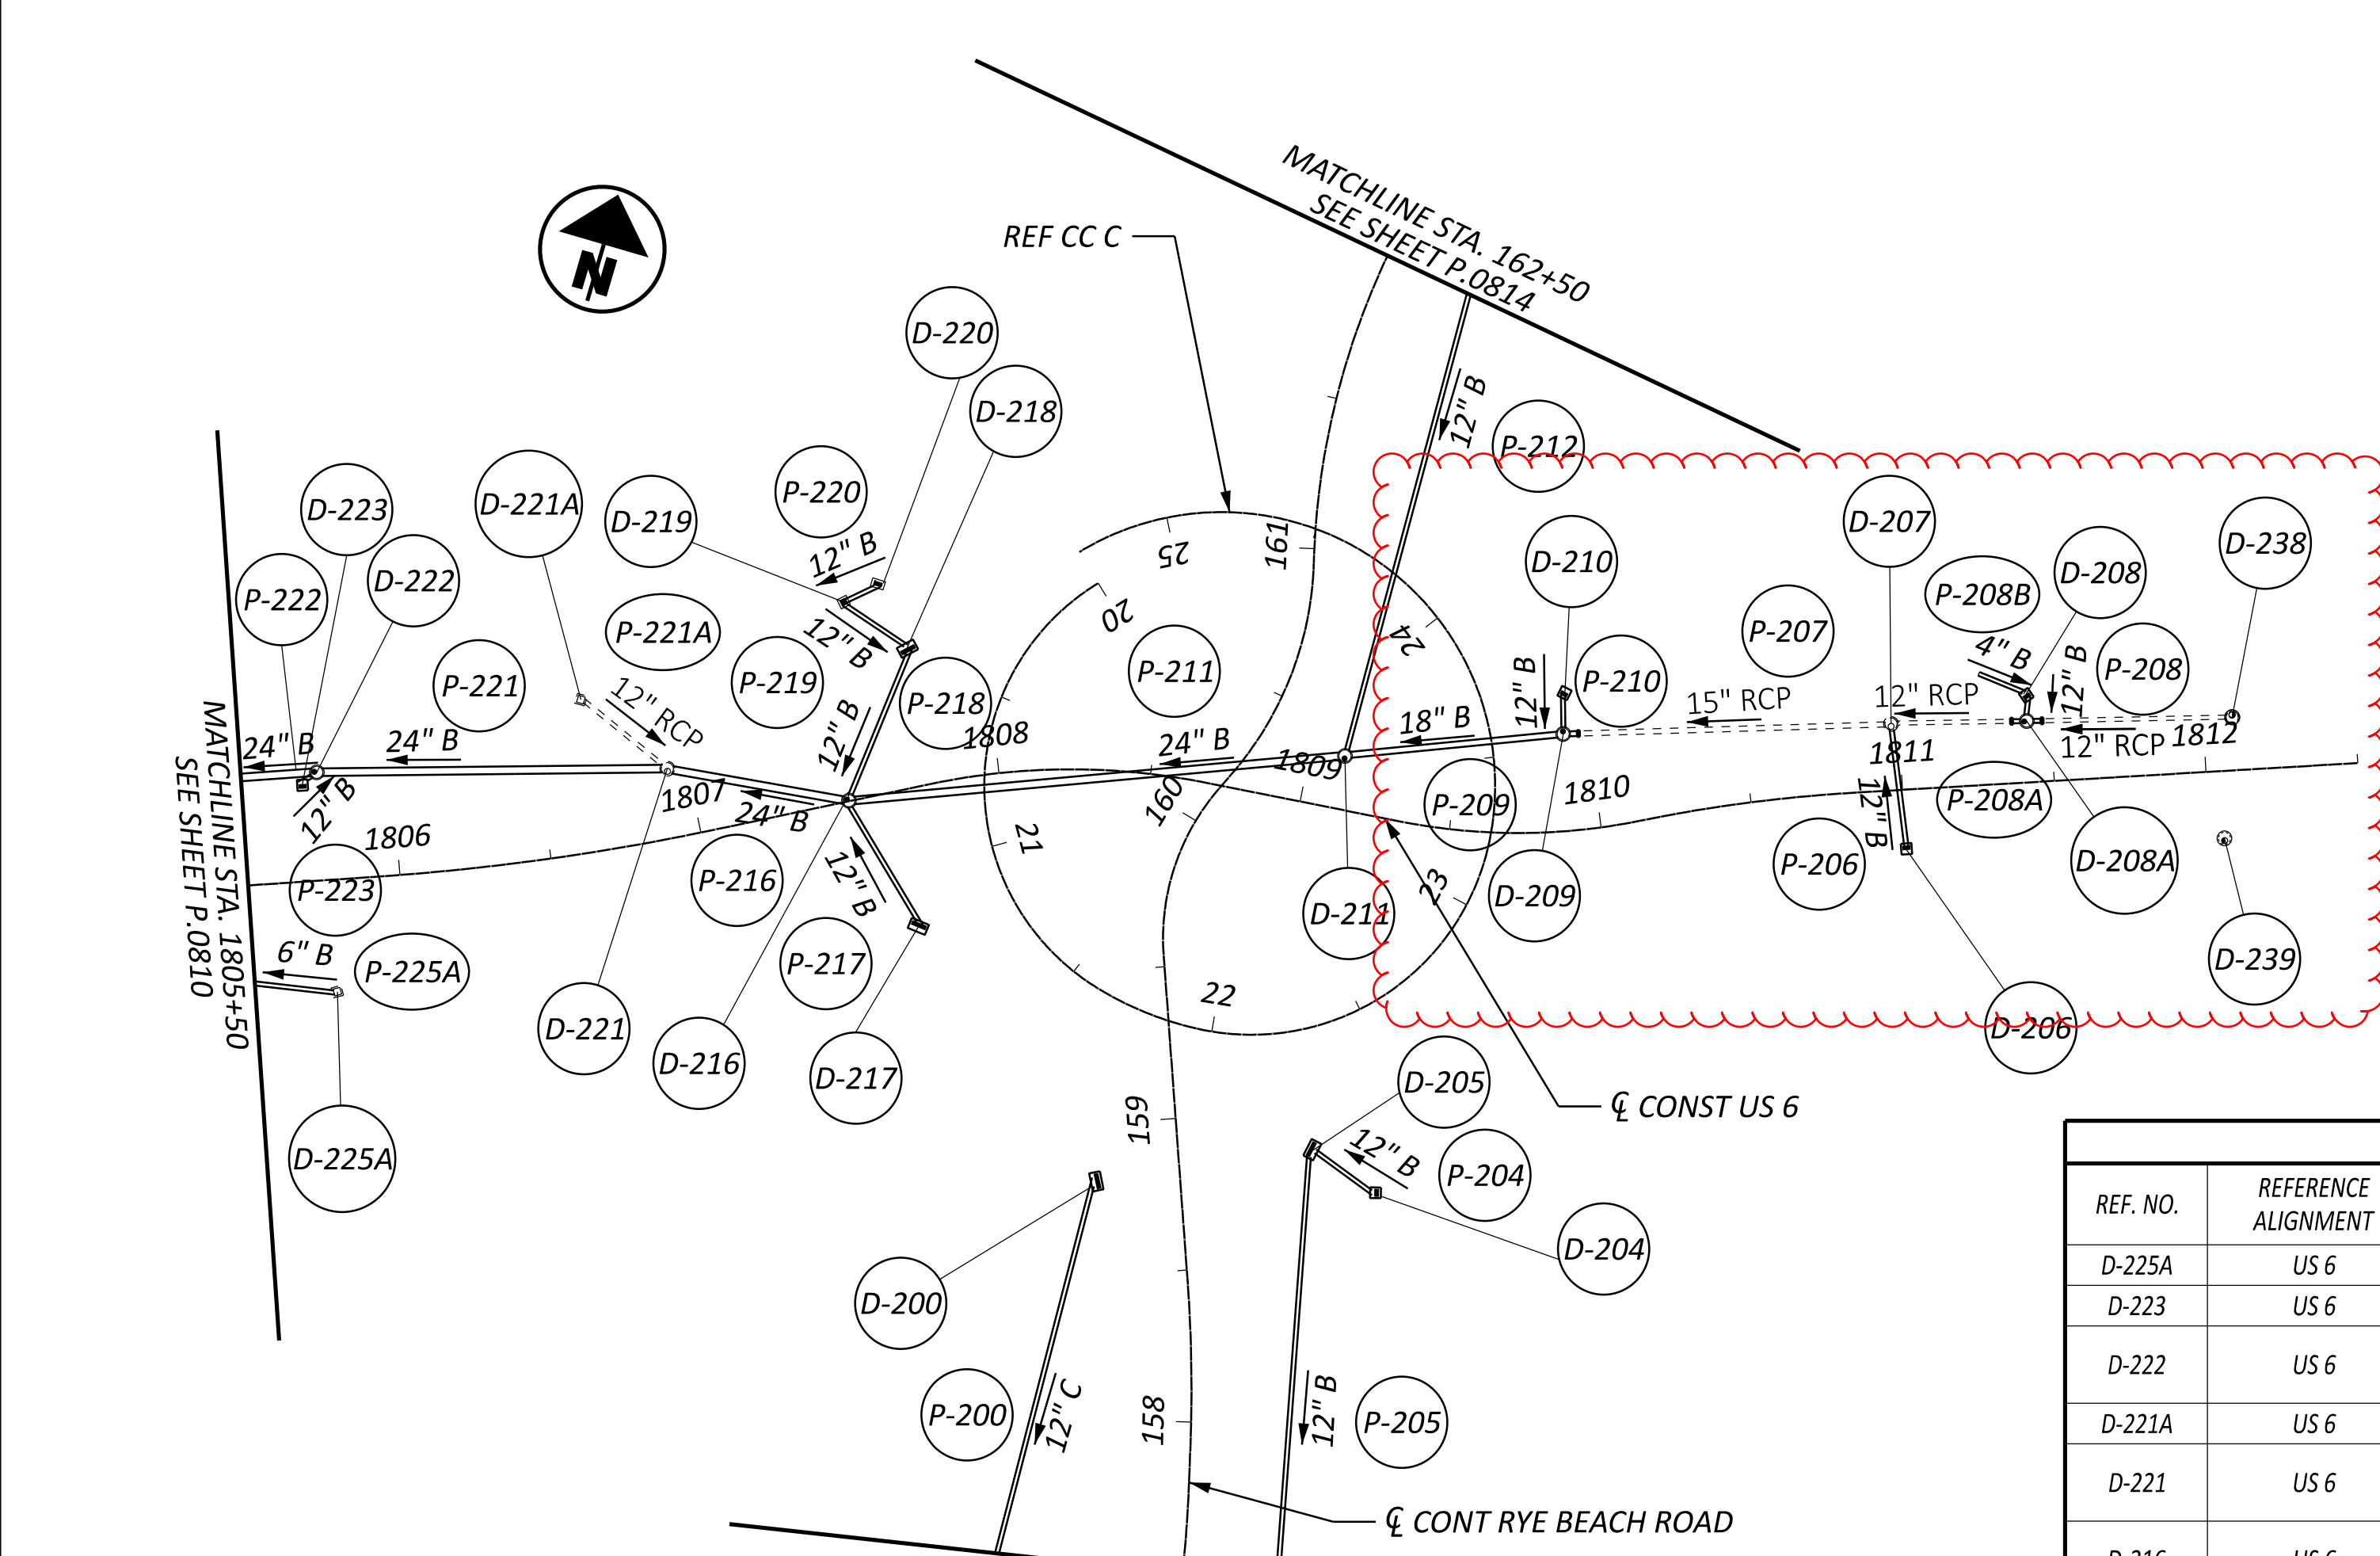 MATCHLINE STA. 162+50
SEE SHEET P.0814
REF CC C
N
D-220
D-218
P-220
D-219
D-221A
D-223
D-222
P-222
P-221
P-221A
P-219
P-218
12" B
12" B
12" B
12" RCP
24" B
24" B
12" B
MATCHLINE STA. 1805+50
SEE SHEET P.0810
1806
1807
24" B
1808
P-223
6" B
P-225A
D-225A
D-221
P-216
D-216
P-217
12" B
D-217
25
20
161
24
P-211
24" B
1809
160
21
22
23
12" B
P-212
D-210
12" B
P-210
18" B
P-209
1810
D-211
D-209
P-207
15" RCP
D-207
12" RCP
1811
P-208B
4" B
D-208
12" B
P-208
D-238
12" RCP
1812
P-206
12" B
P-208A
D-208A
D-239
D-206
℄ CONST US 6
159
D-205
12" B
P-204
D-204
D-200
P-200
12" C
158
12" B
P-205
℄ CONT RYE BEACH ROAD
REF. NO.
REFERENCE
ALIGNMENT
D-225A US 6
D-223 US 6
D-222 US 6
D-221A US 6
D-221 US 6
D-216 US 6